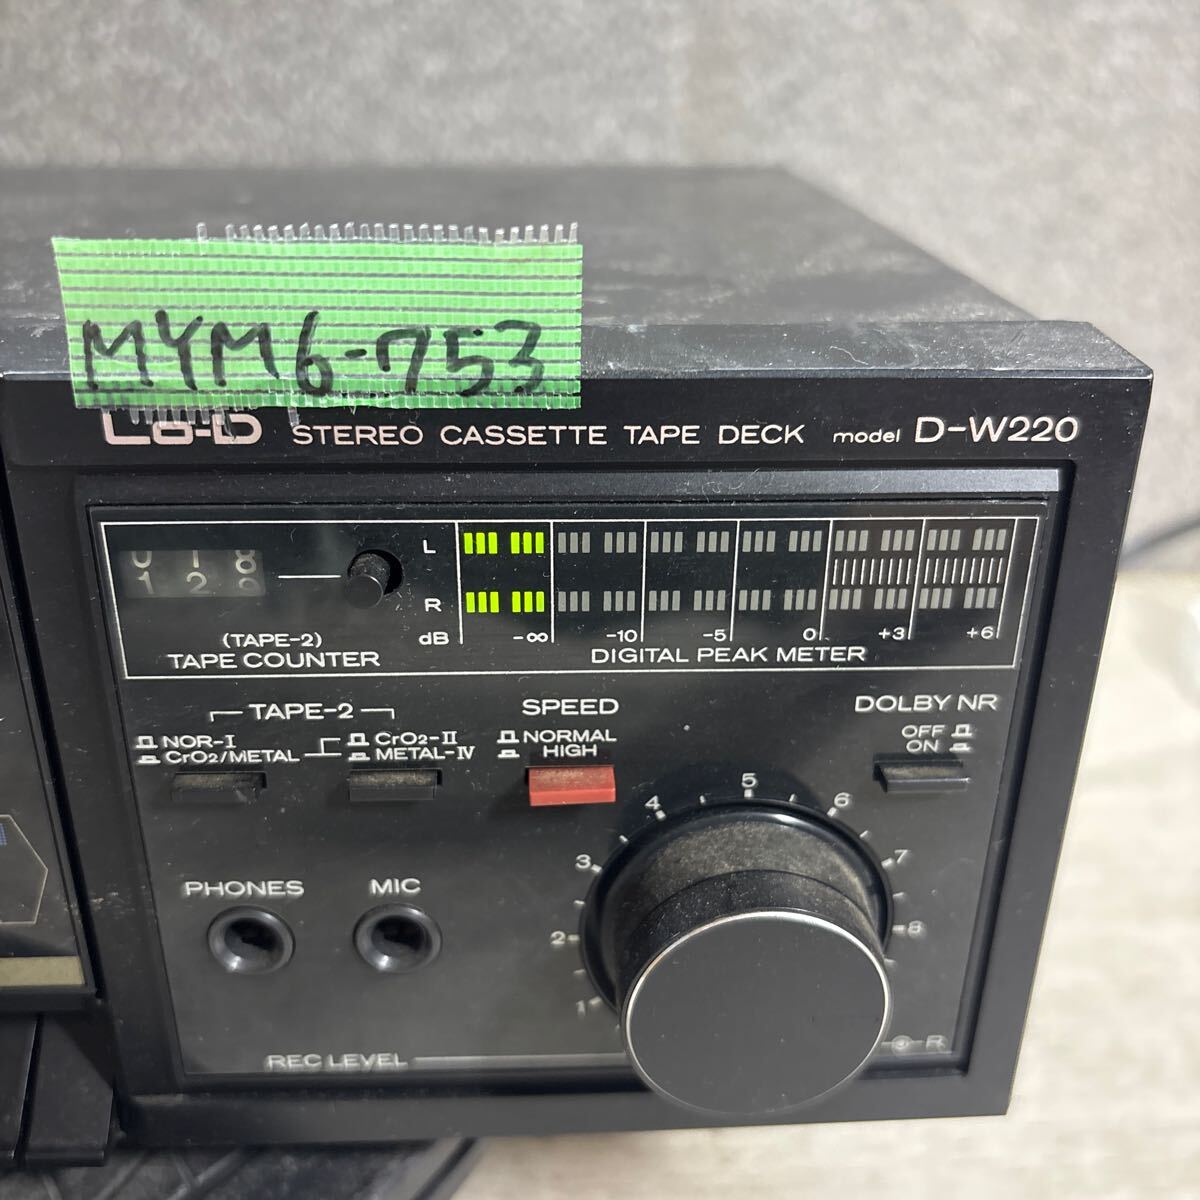 MYM6-753
Lo-D STEREO CASSETTE TAPE DECK model D-W220
L
R
dB -∞ -10 -5 0 +3 +6
(TAPE-2)
TAPE COUNTER
DIGITAL PEAK METER
TAPE-2
NOR-I
CrO2/METAL
CrO2-II
METAL-IV
SPEED
NORMAL
HIGH
DOLBY NR
OFF
ON
PHONES
MIC
1 2 3 4 5 6 7 8
REC LEVEL
R